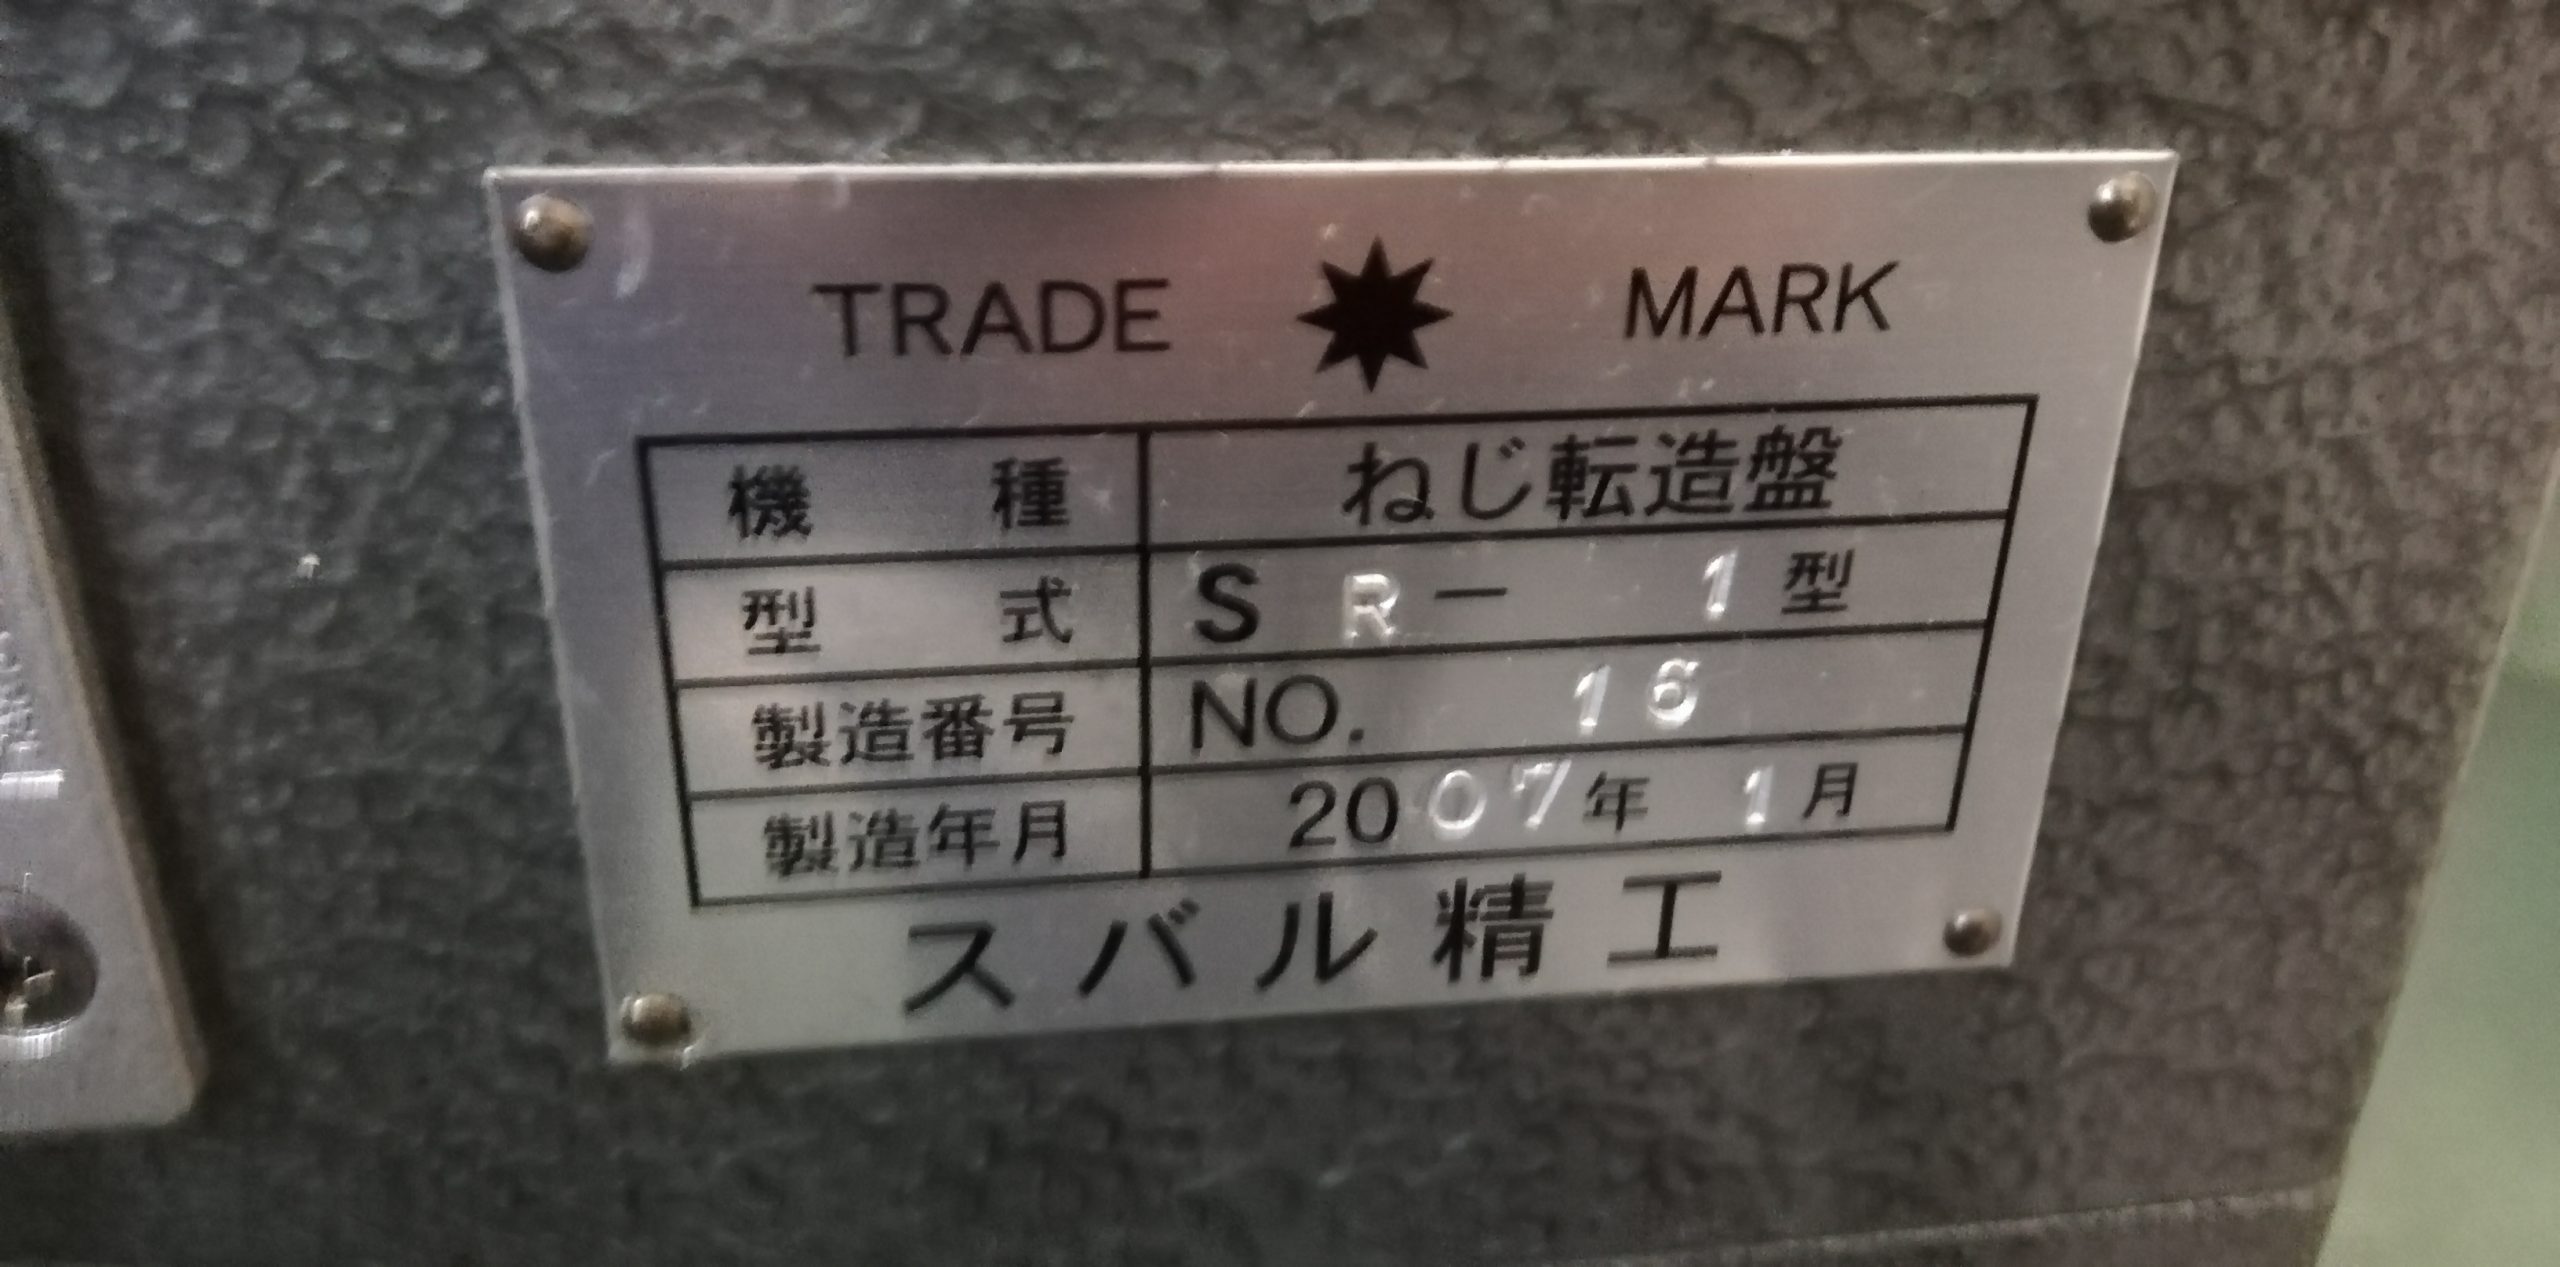 TRADE MARK
機種 ねじ転造盤
型式 S R－ 1 型
製造番号 NO. 16
製造年月 2007年 1月
スバル精工